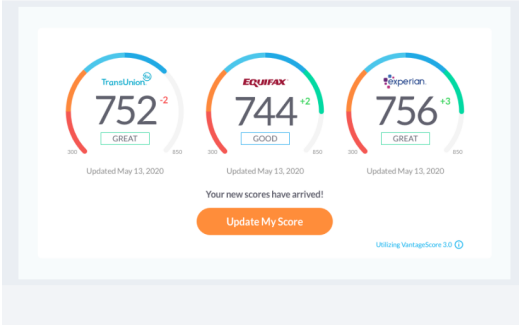 TransUnion
752 -2
GREAT
300 850
Updated May 13, 2020
EQUIFAX
744 +2
GOOD
300 850
Updated May 13, 2020
experian.
756 +3
GREAT
300 850
Updated May 13, 2020
Your new scores have arrived!
Update My Score
Utilizing VantageScore 3.0